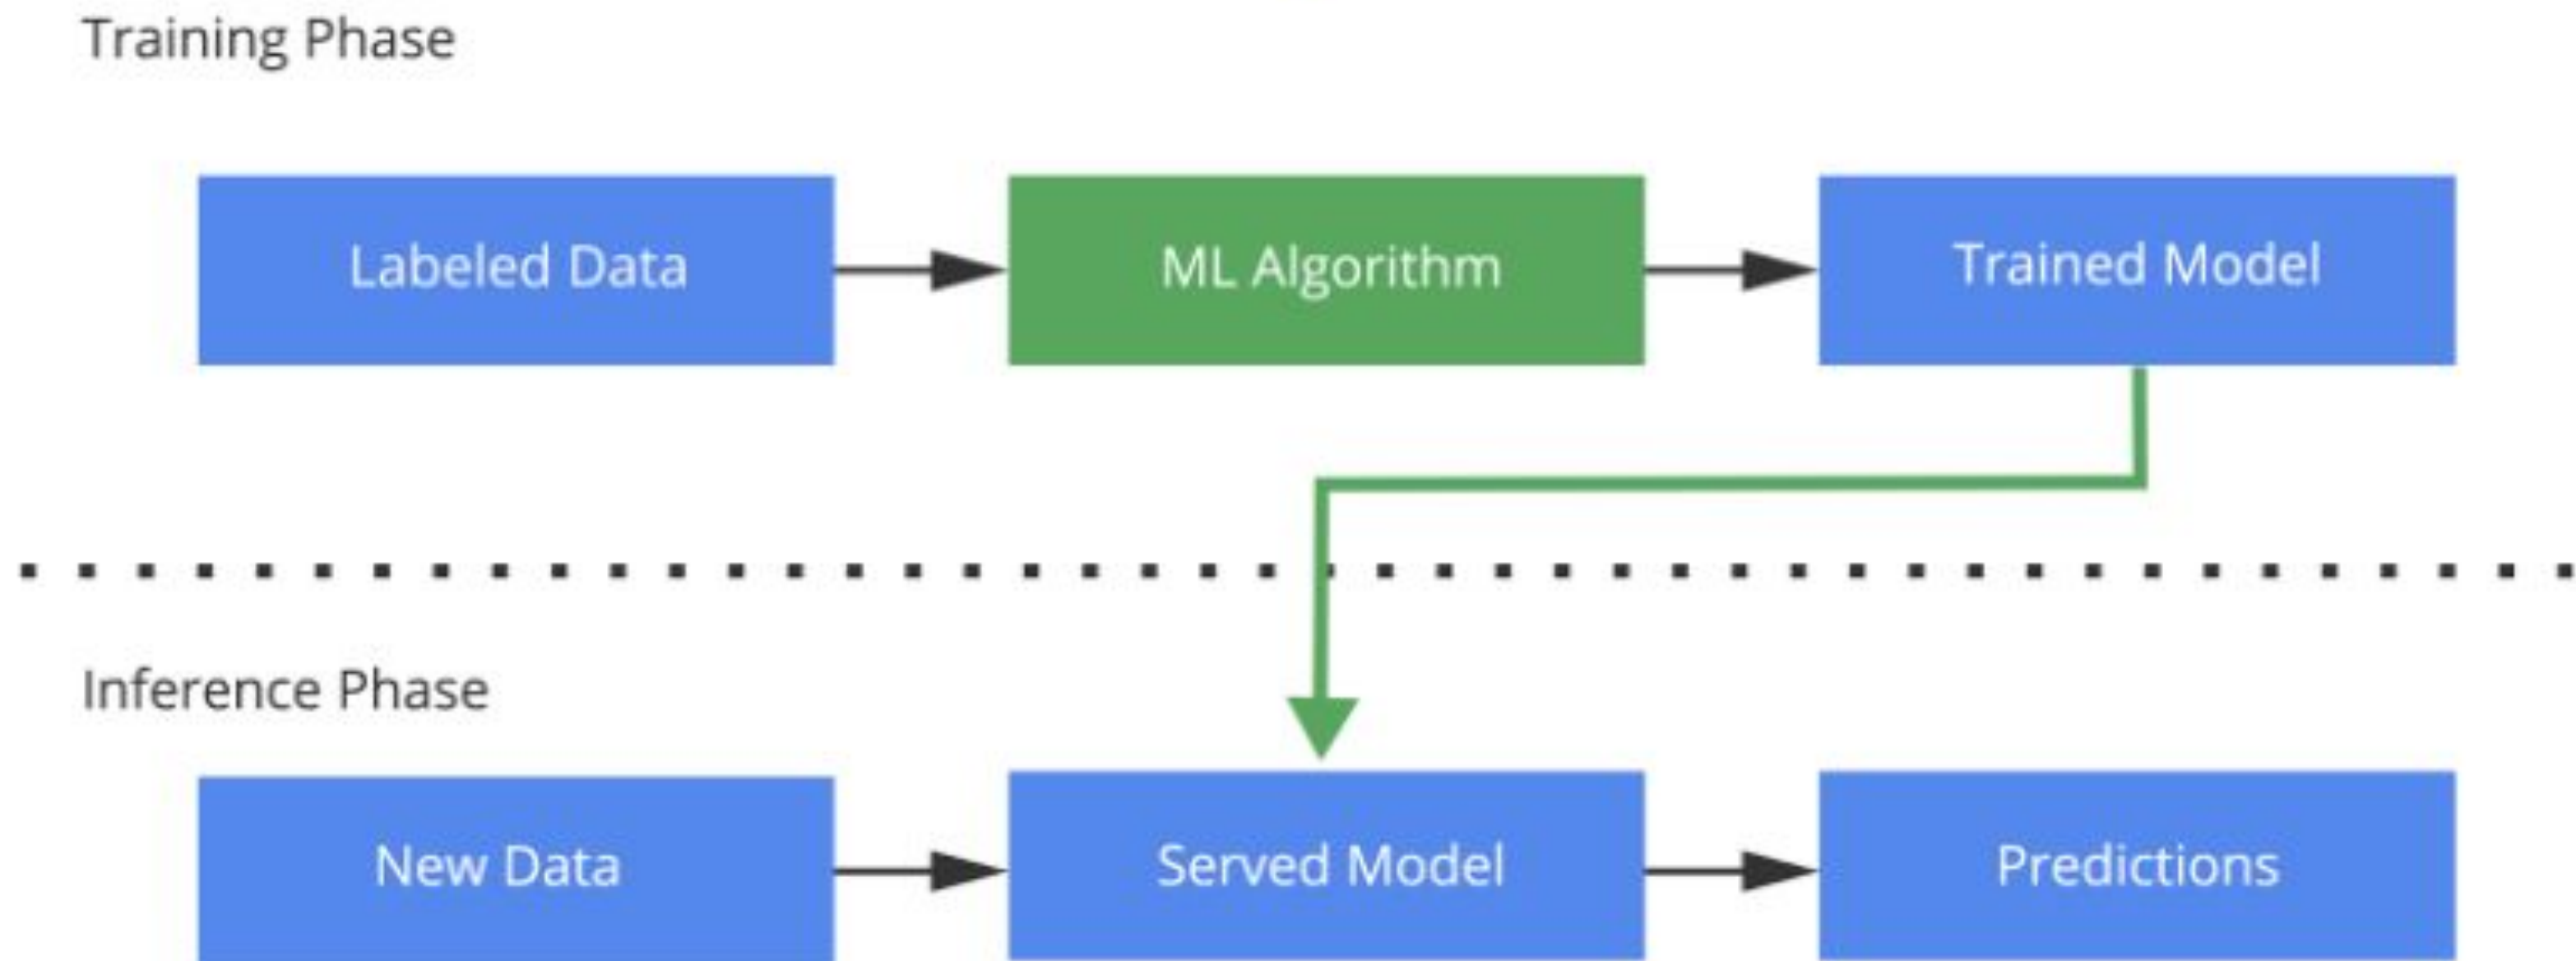 Training Phase
Labeled Data
ML Algorithm
Trained Model
Inference Phase
New Data
Served Model
Predictions